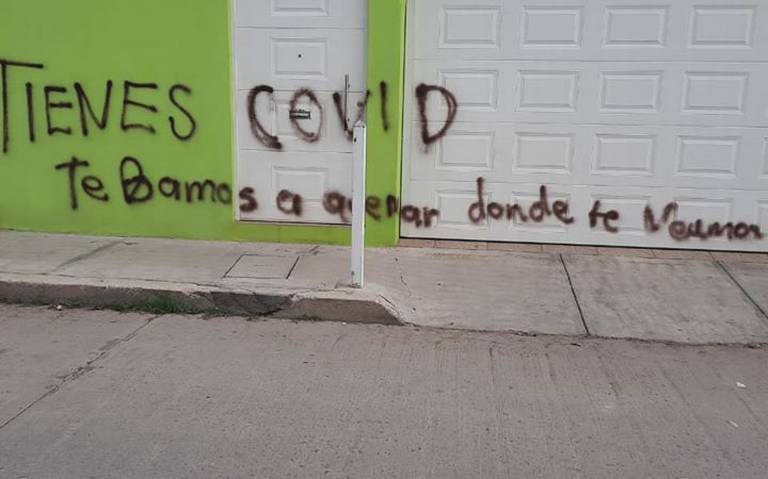 TIENES COVID
Te Bamos a quemar donde te Veamos